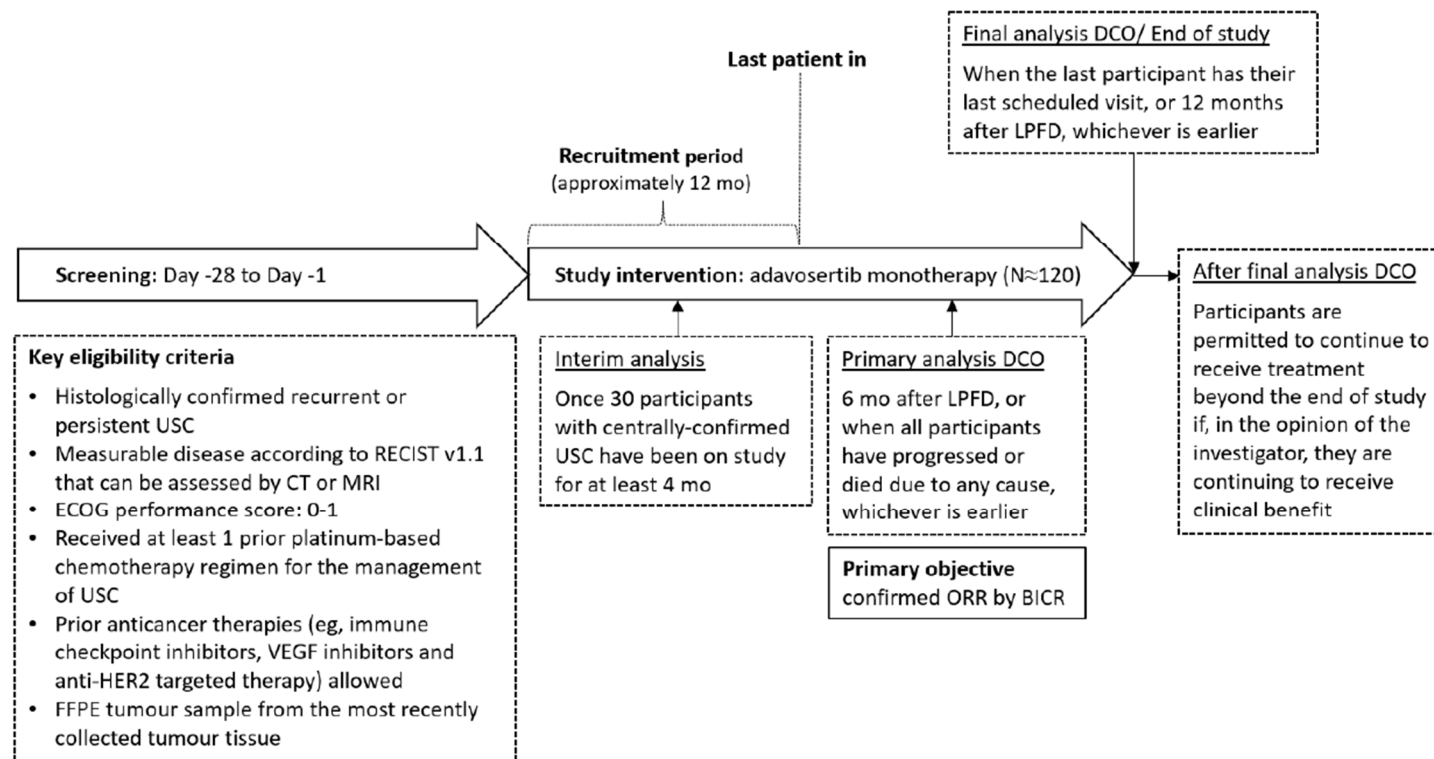 Final analysis DCO/ End of study
When the last participant has their
last scheduled visit, or 12 months
after LPFD, whichever is earlier
Last patient in
Recruitment period
(approximately 12 mo)
Screening: Day -28 to Day -1
Study intervention: adavosertib monotherapy (N≈120)
After final analysis DCO
Participants are
permitted to continue to
receive treatment
beyond the end of study
if, in the opinion of the
investigator, they are
continuing to receive
clinical benefit
Key eligibility criteria
• Histologically confirmed recurrent or
persistent USC
• Measurable disease according to RECIST v1.1
that can be assessed by CT or MRI
• ECOG performance score: 0-1
• Received at least 1 prior platinum-based
chemotherapy regimen for the management
of USC
• Prior anticancer therapies (eg, immune
checkpoint inhibitors, VEGF inhibitors and
anti-HER2 targeted therapy) allowed
• FFPE tumour sample from the most recently
collected tumour tissue
Interim analysis
Once 30 participants
with centrally-confirmed
USC have been on study
for at least 4 mo
Primary analysis DCO
6 mo after LPFD, or
when all participants
have progressed or
died due to any cause,
whichever is earlier
Primary objective
confirmed ORR by BICR